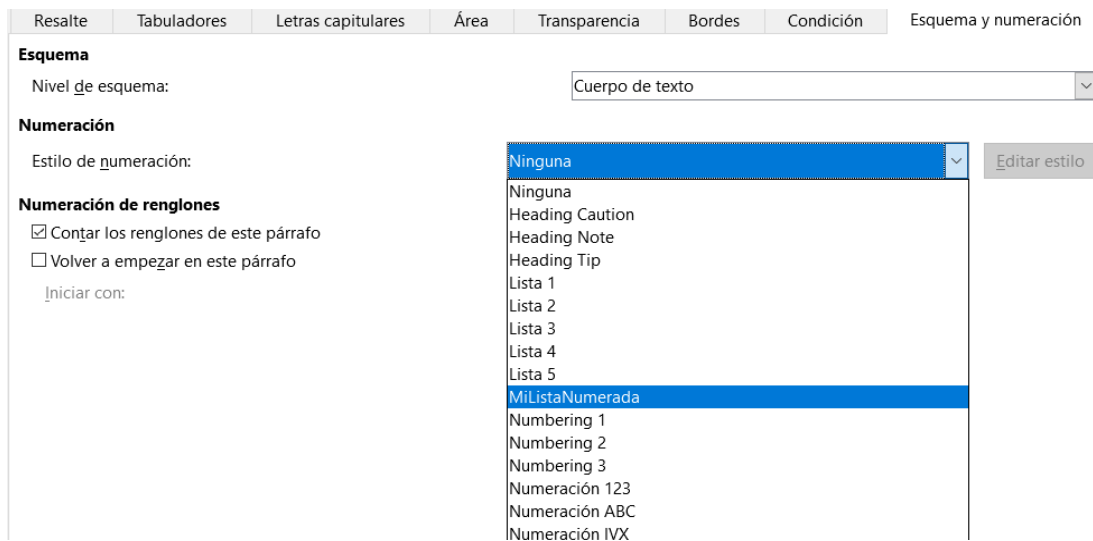 Resalte Tabuladores Letras capitulares Área Transparencia Bordes Condición Esquema y numeración
Esquema
Nivel de esquema: Cuerpo de texto
Numeración
Estilo de numeración: Ninguna Editar estilo
Ninguna
Numeración de renglones
Heading Caution
Contar los renglones de este párrafo
Heading Note
Volver a empezar en este párrafo
Heading Tip
Iniciar con:
Lista 1
Lista 2
Lista 3
Lista 4
Lista 5
MiListaNumerada
Numbering 1
Numbering 2
Numbering 3
Numeración 123
Numeración ABC
Numeración IVX